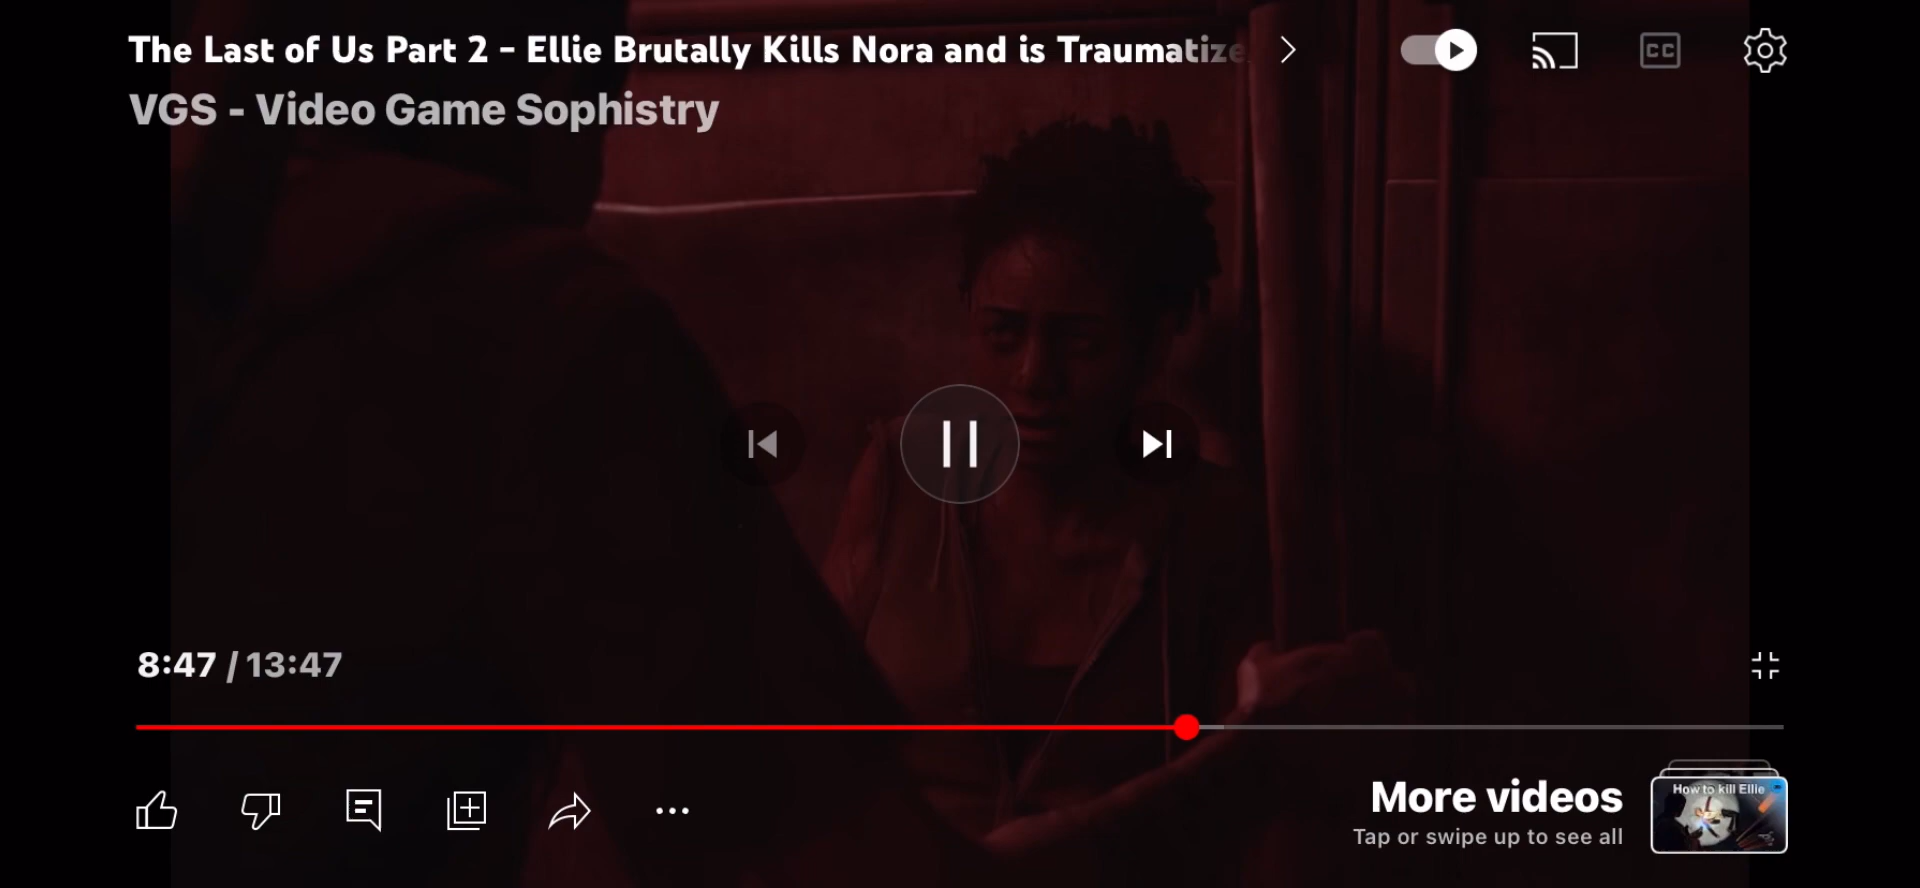 The Last of Us Part 2 - Ellie Brutally Kills Nora and is Traumatize
VGS - Video Game Sophistry
CC
8:47 / 13:47
More videos
Tap or swipe up to see all
How to kill Ellie